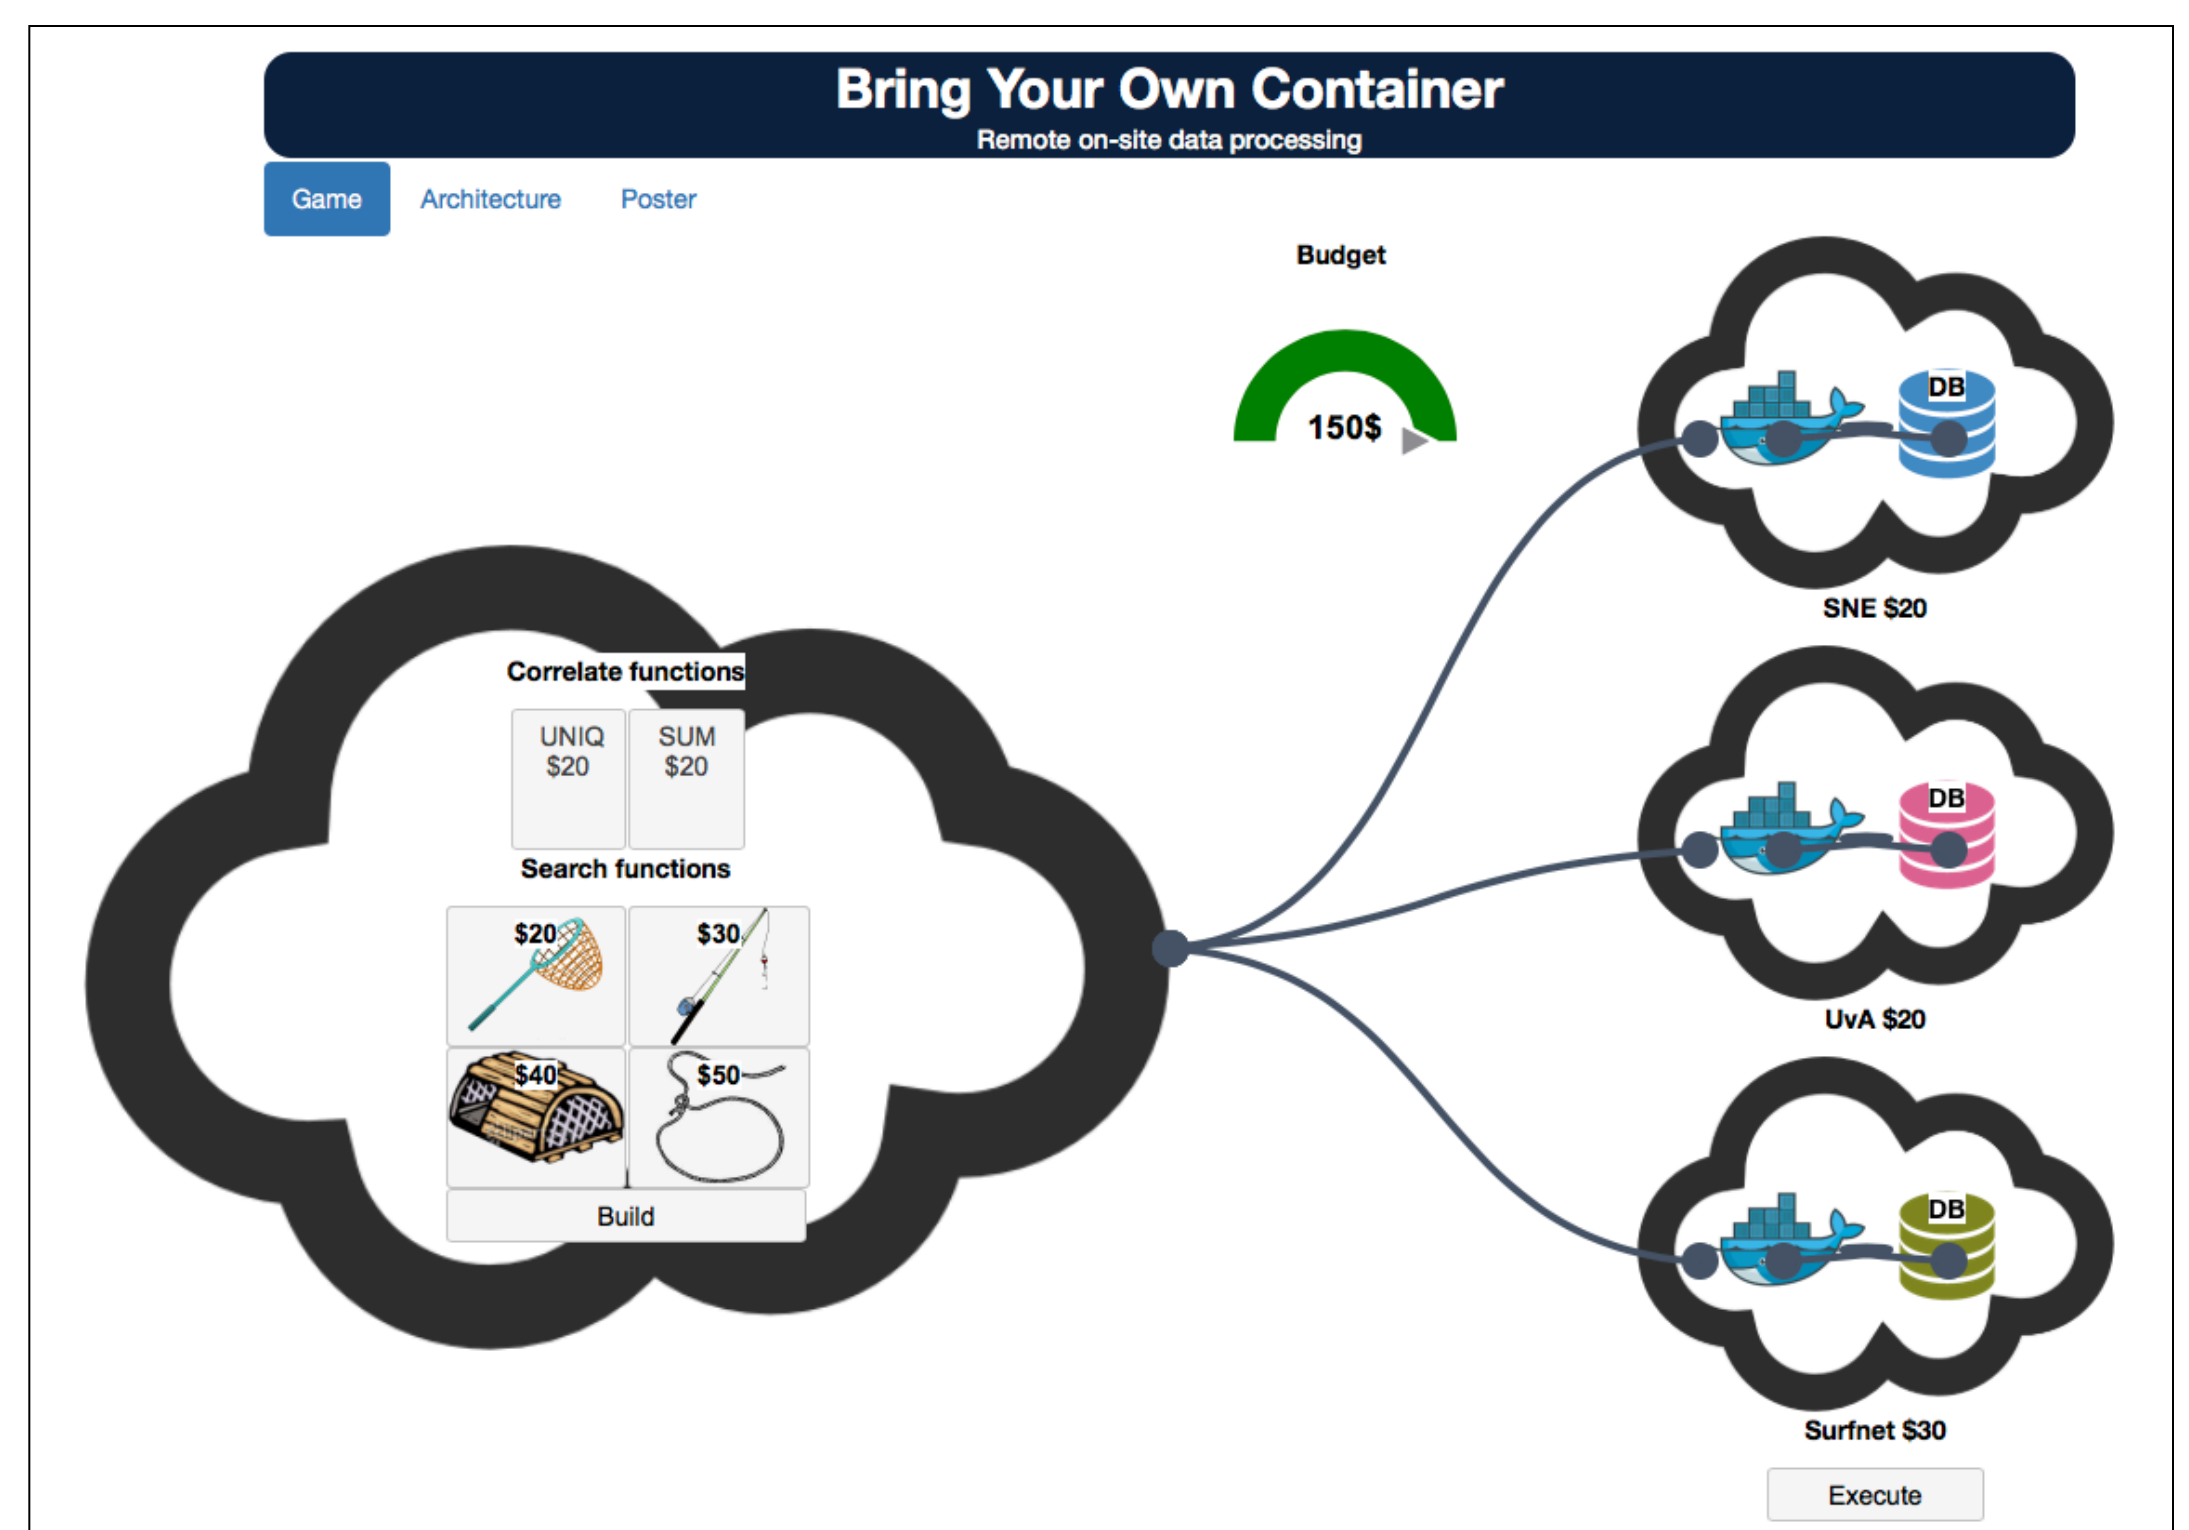 Bring Your Own Container
Remote on-site data processing
Game
Architecture
Poster
Budget
150$
DB
SNE $20
Correlate functions
UNIQ
$20
SUM
$20
Search functions
$20
$30
$40
$50
Build
DB
UvA $20
DB
Surfnet $30
Execute